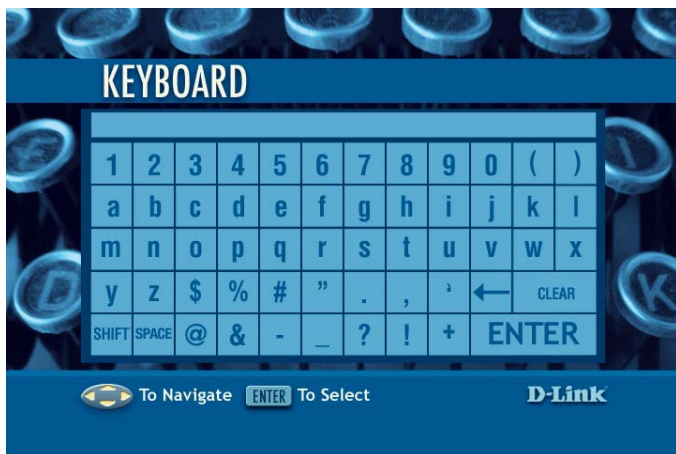 KEYBOARD
1 2 3 4 5 6 7 8 9 0 ( )
a b c d e f g h i j k l
m n o p q r s t u v w x
y z $ % # ” . , ← CLEAR
SHIFT SPACE @ & - _ ? ! + ENTER
To Navigate ENTER To Select D-Link